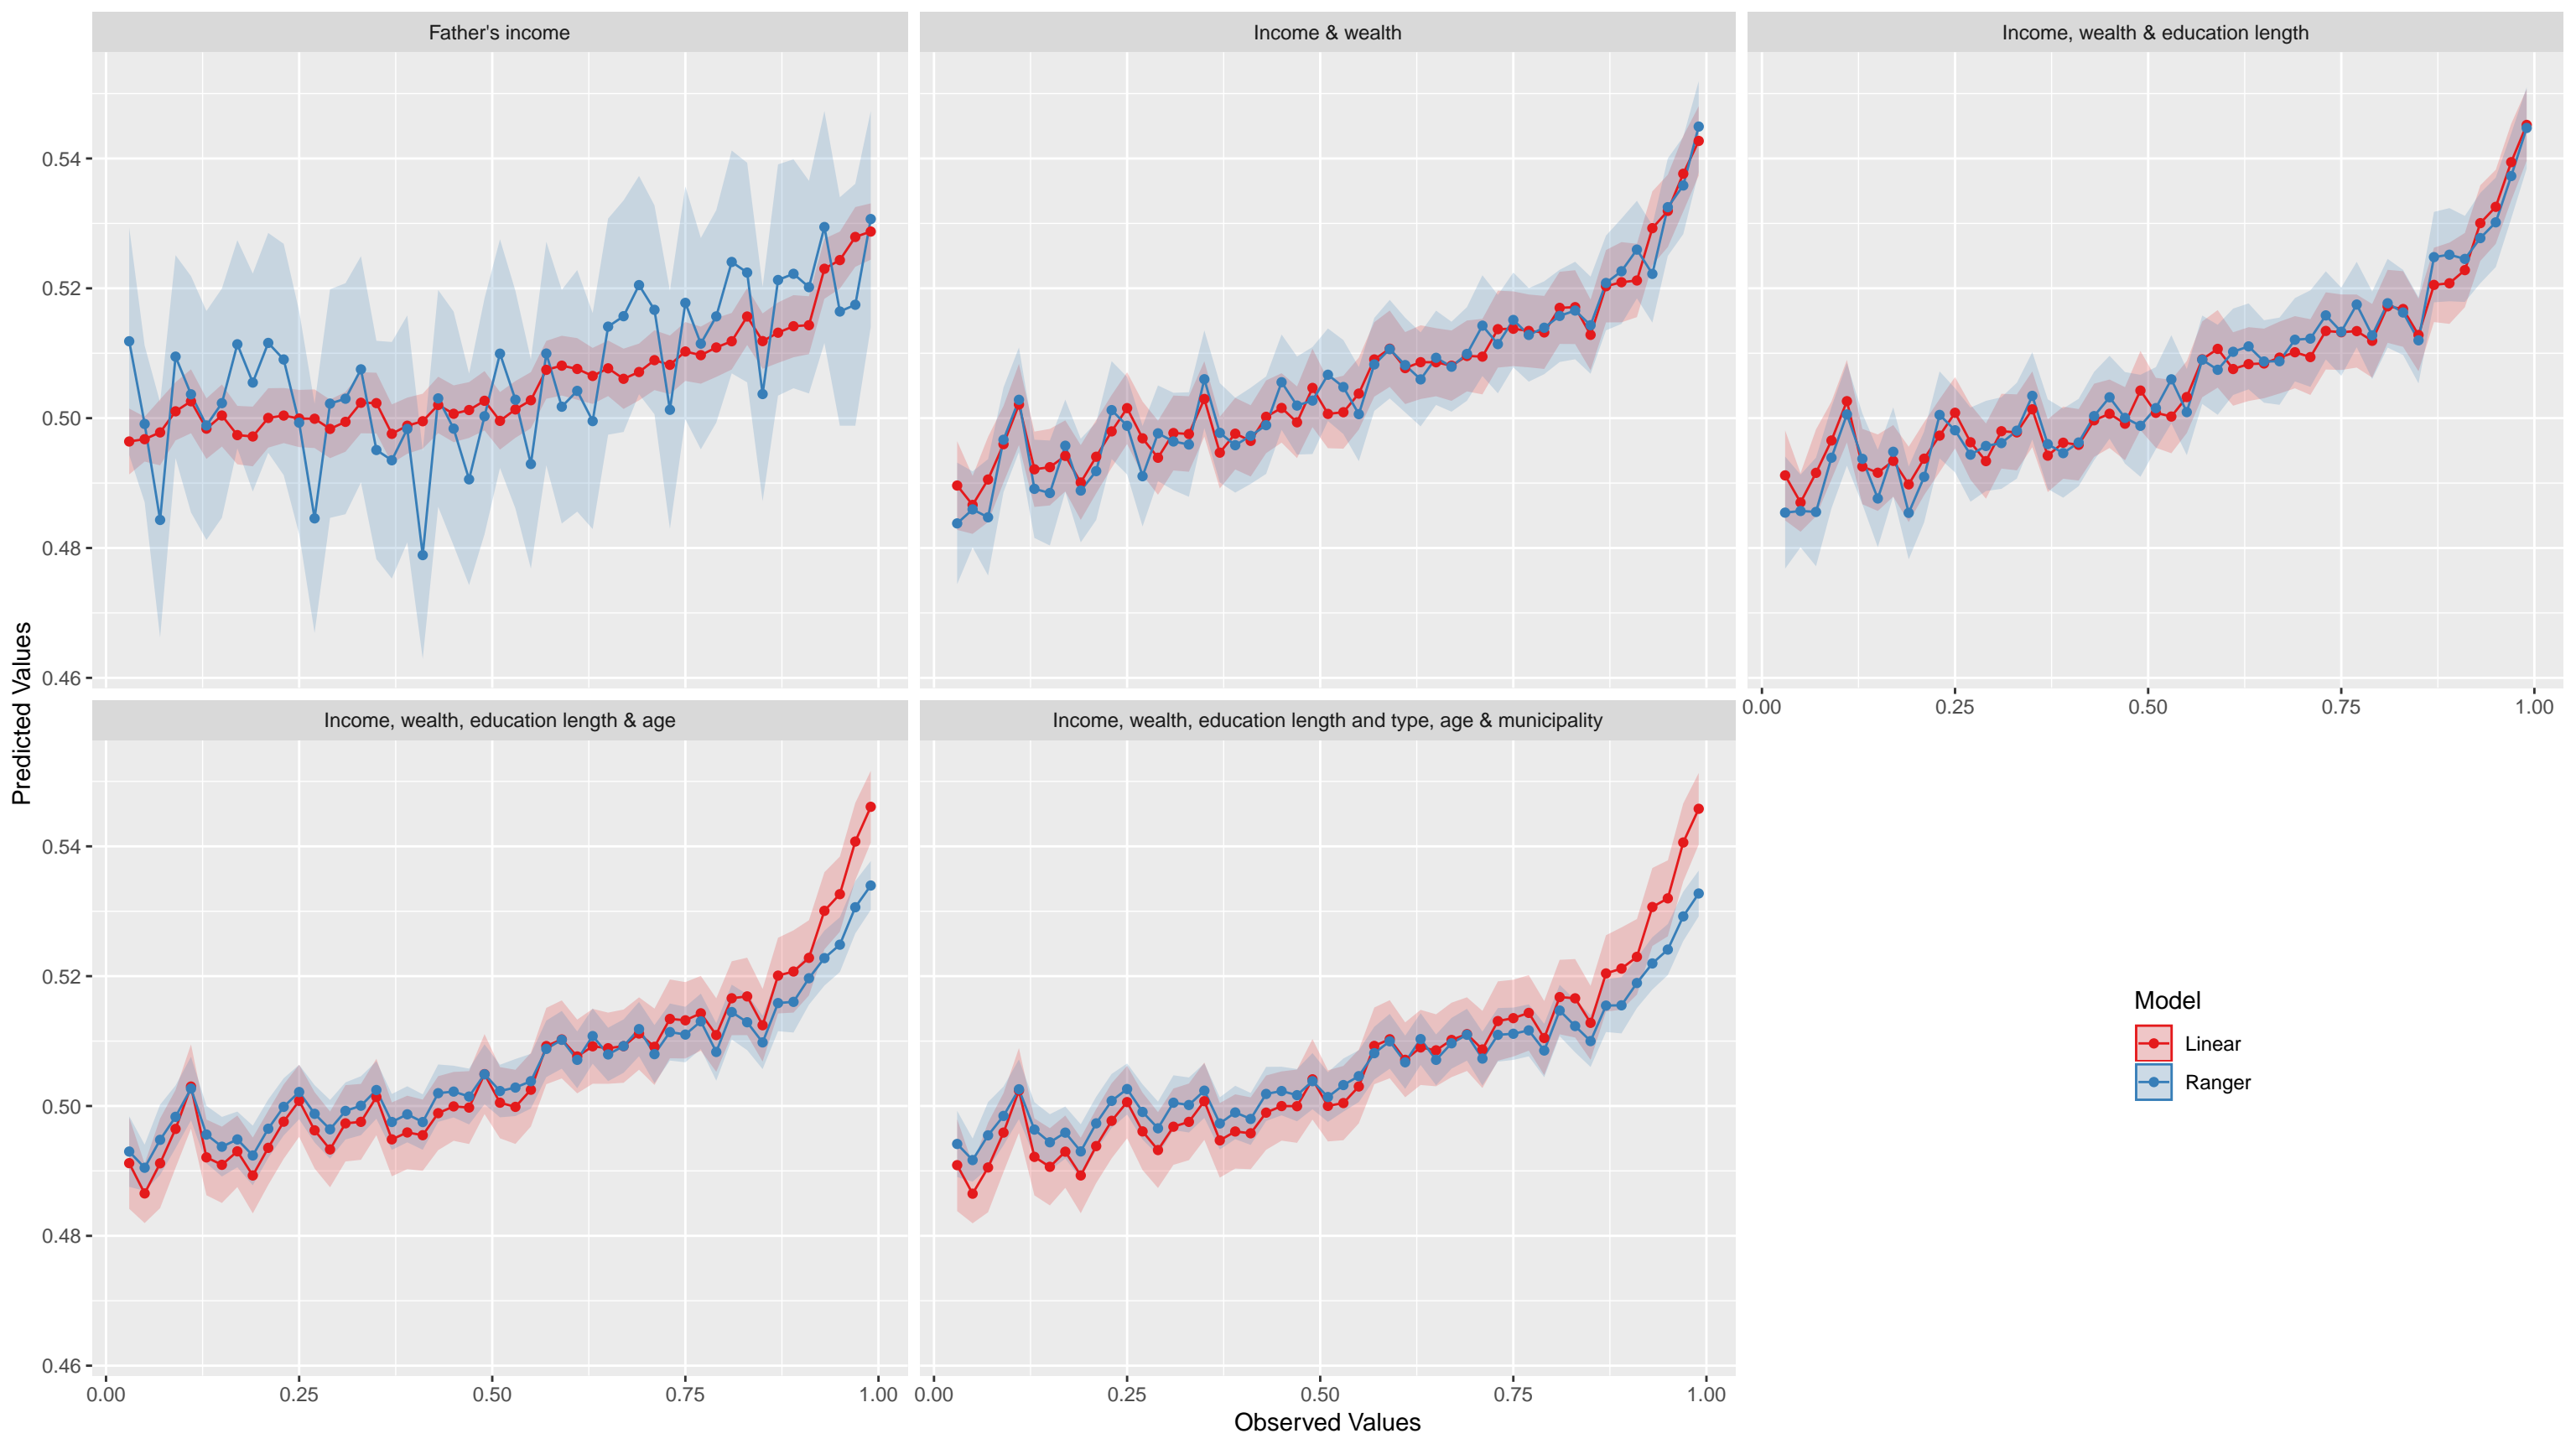 Father's income
Income & wealth
Income, wealth & education length
0.54
0.52
0.50
0.48
0.46
0.00 0.25 0.50 0.75 1.00
Income, wealth, education length & age
Income, wealth, education length and type, age & municipality
Predicted Values
0.54
0.52
0.50
0.48
0.46
0.00 0.25 0.50 0.75 1.00
0.00 0.25 0.50 0.75 1.00
Observed Values
Model
Linear
Ranger